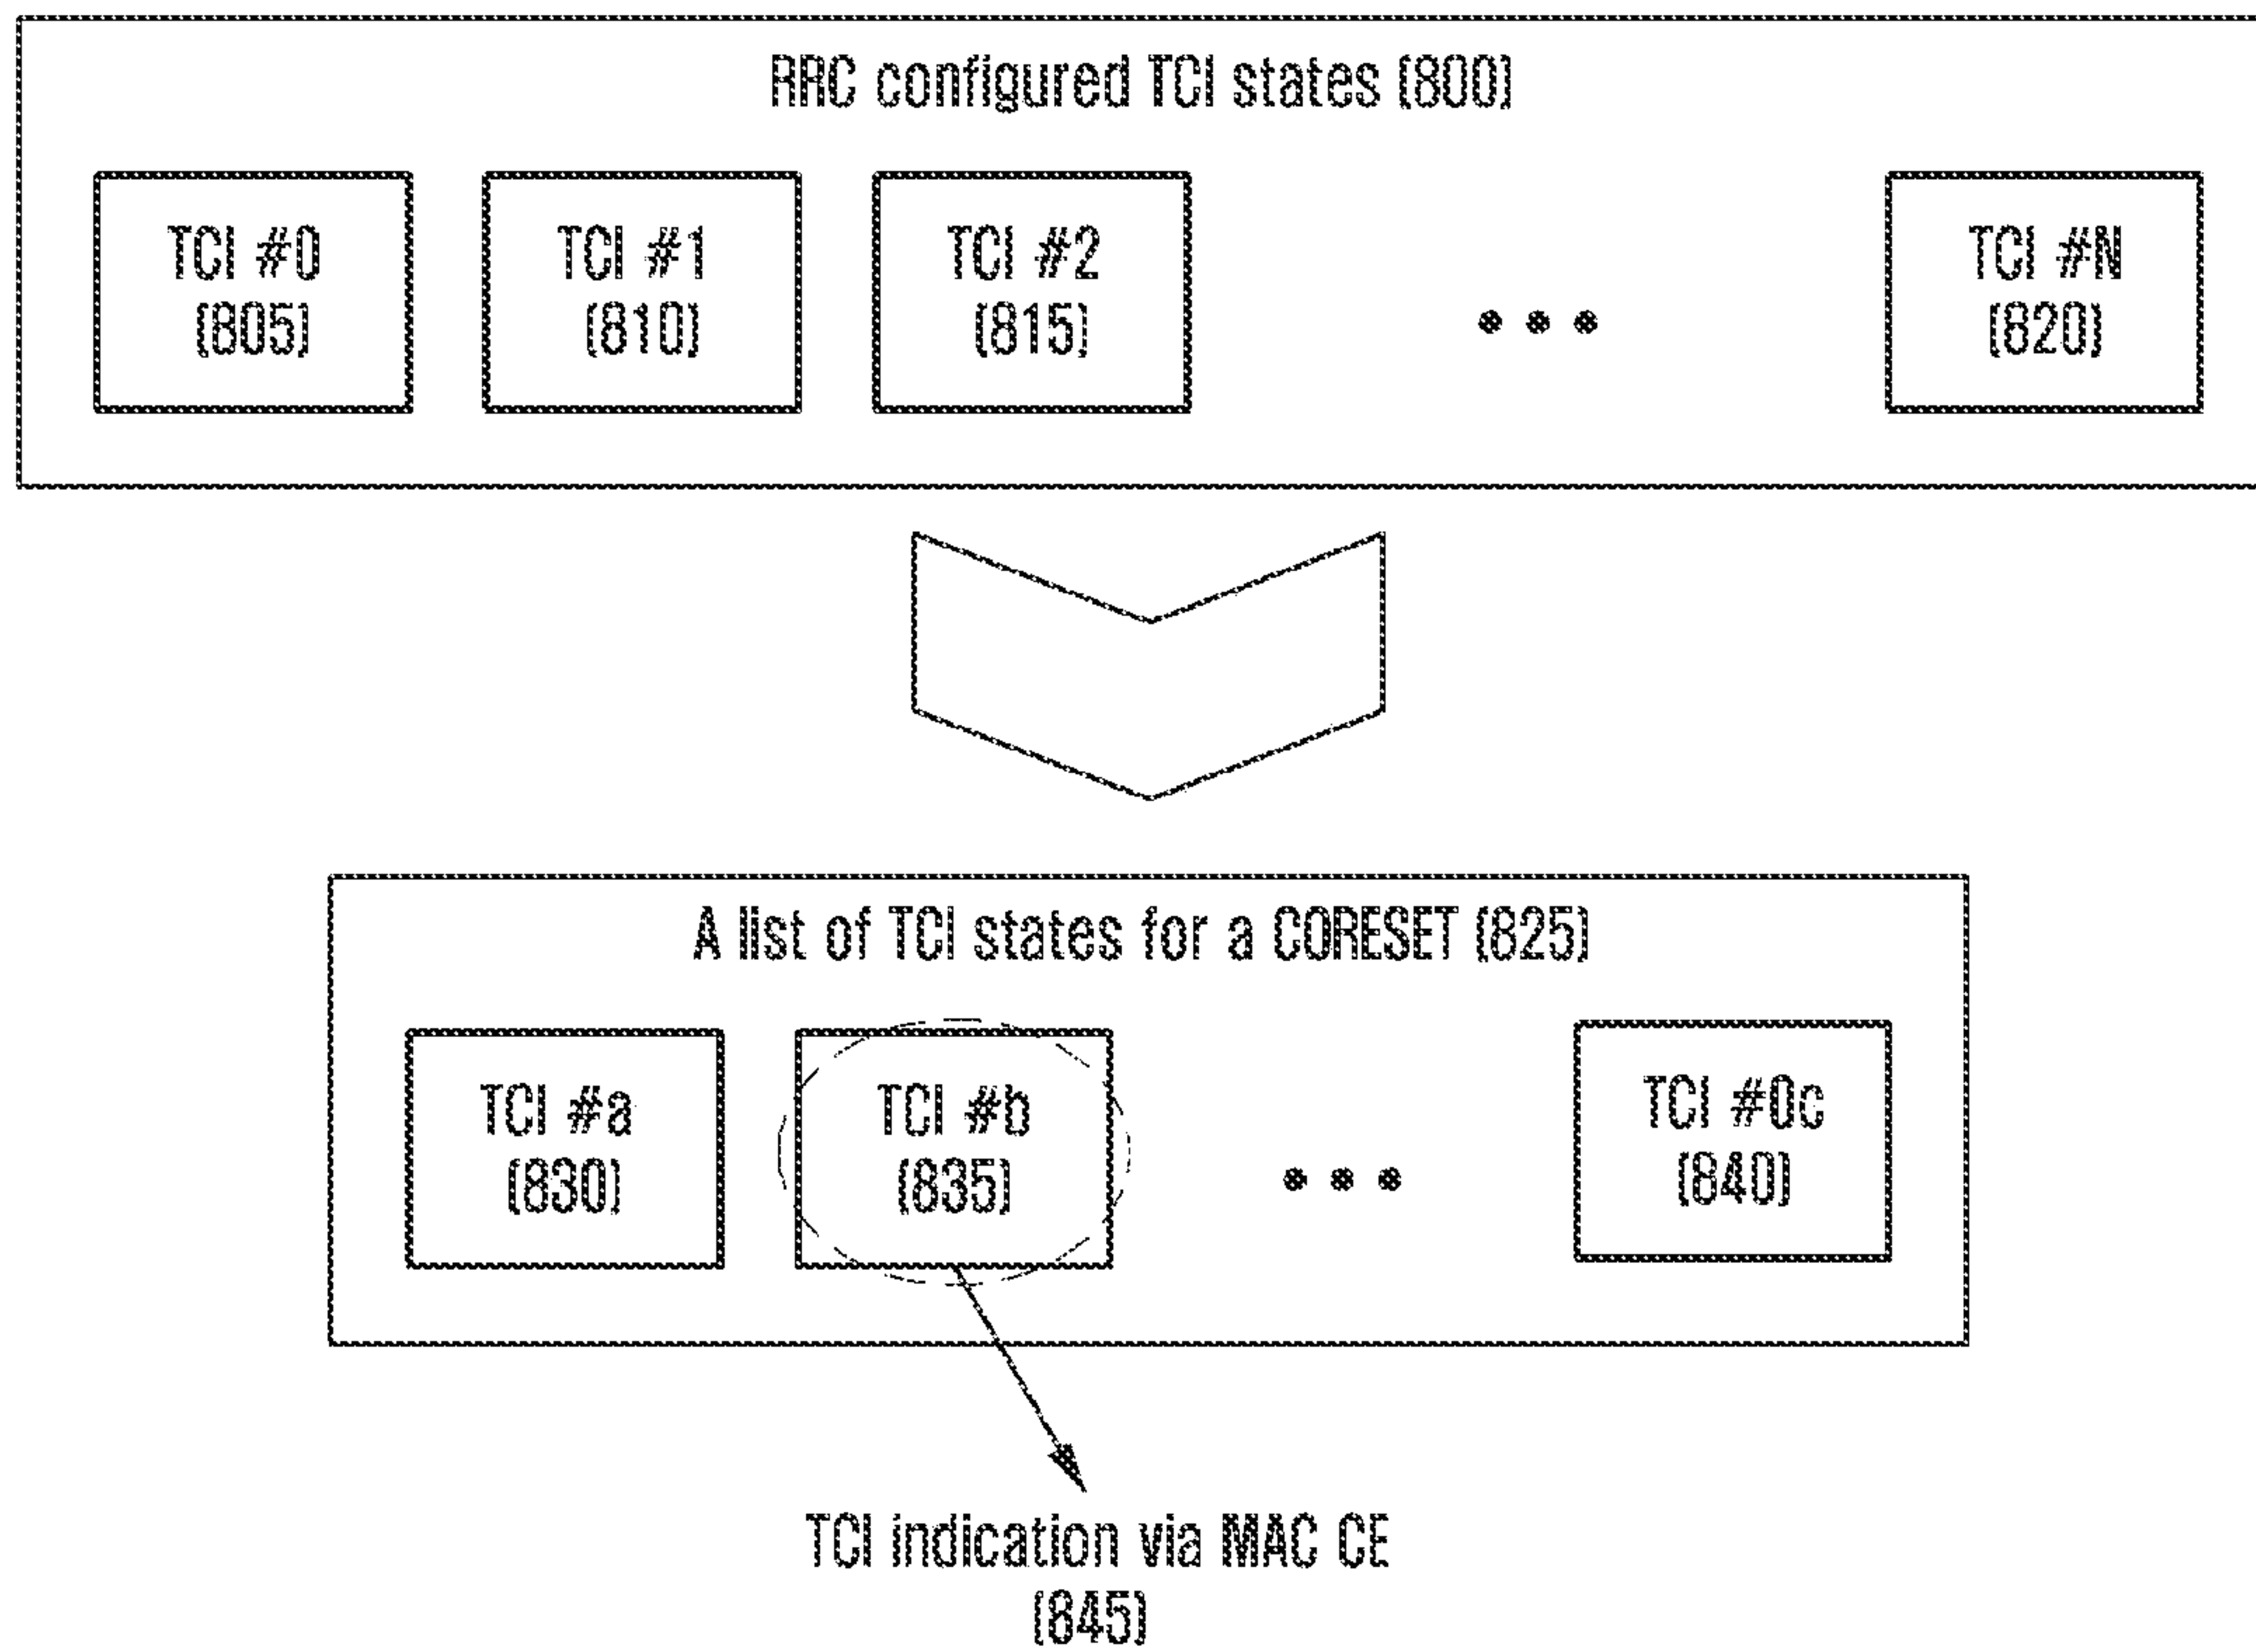 RRC configured TCI states (800)
TCI #0
(805)
TCI #1
(810)
TCI #2
(815)
TCI #N
(820)
A list of TCI states for a CORESET (825)
TCI #a
(830)
TCI #b
(835)
TCI #0c
(840)
TCI indication via MAC CE
(845)